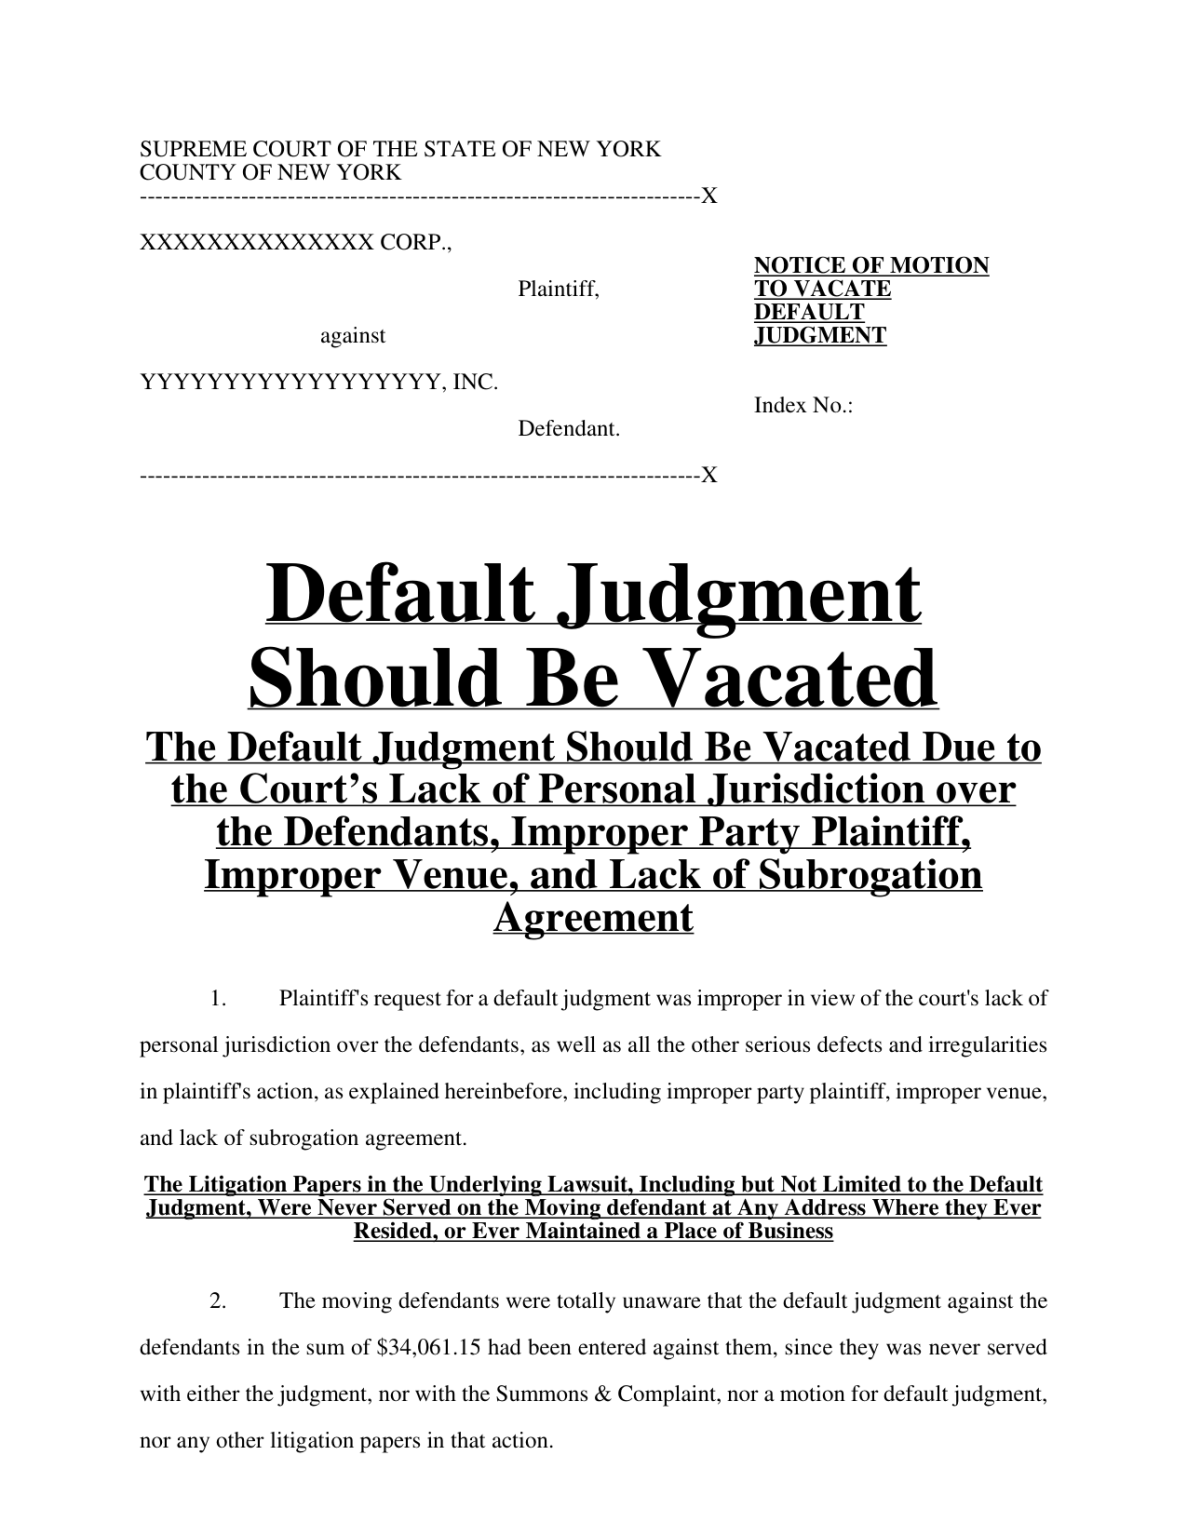 SUPREME COURT OF THE STATE OF NEW YORK
COUNTY OF NEW YORK
------------------------------------------------------------------------X
XXXXXXXXXXXXXX CORP.,
NOTICE OF MOTION
Plaintiff,
TO VACATE
DEFAULT
against
JUDGMENT
YYYYYYYYYYYYYYYYYY, INC.
Index No.:
Defendant.
------------------------------------------------------------------------X
Default Judgment
Should Be Vacated
The Default Judgment Should Be Vacated Due to
the Court’s Lack of Personal Jurisdiction over
the Defendants, Improper Party Plaintiff,
Improper Venue, and Lack of Subrogation
Agreement
1. Plaintiff's request for a default judgment was improper in view of the court's lack of
personal jurisdiction over the defendants, as well as all the other serious defects and irregularities
in plaintiff's action, as explained hereinbefore, including improper party plaintiff, improper venue,
and lack of subrogation agreement.
The Litigation Papers in the Underlying Lawsuit, Including but Not Limited to the Default
Judgment, Were Never Served on the Moving defendant at Any Address Where they Ever
Resided, or Ever Maintained a Place of Business
2. The moving defendants were totally unaware that the default judgment against the
defendants in the sum of $34,061.15 had been entered against them, since they was never served
with either the judgment, nor with the Summons & Complaint, nor a motion for default judgment,
nor any other litigation papers in that action.